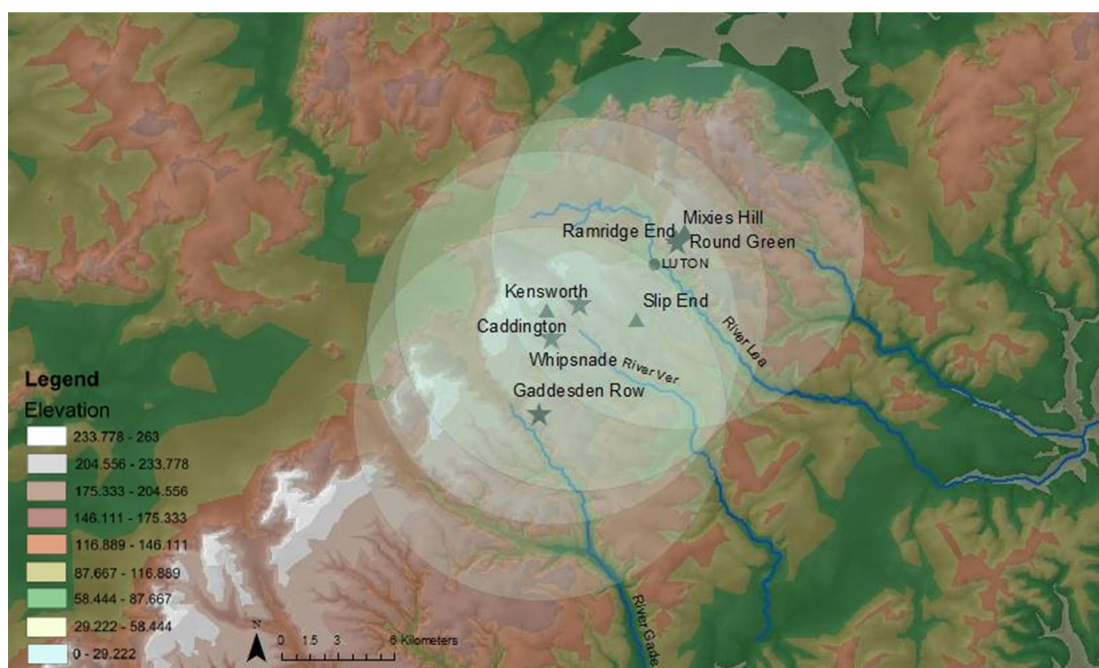 Mixies Hill
Ramridge End
Round Green
LUTON
Kensworth
Slip End
Caddington
River Lea
Whipsnade
River Ver
Gaddesden Row
Legend
Elevation
233.778 - 263
204.556 - 233.778
175.333 - 204.556
146.111 - 175.333
116.889 - 146.111
87.667 - 116.889
58.444 - 87.667
29.222 - 58.444
0 - 29.222
River Gade
N
0 1.5 3 6 Kilometers